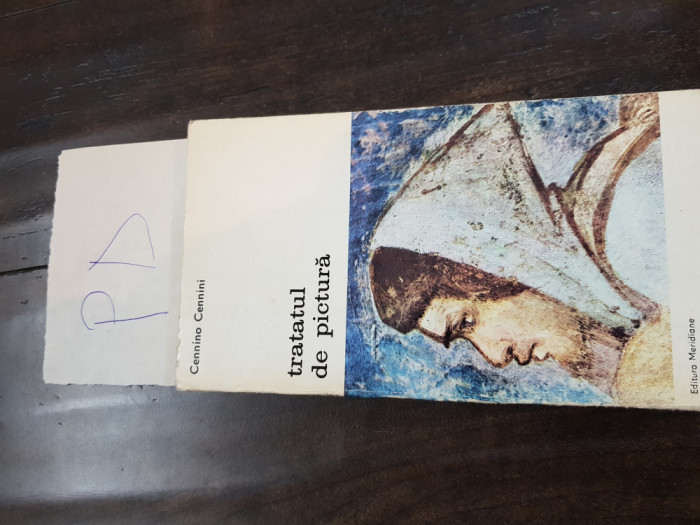 PD
Cennino Cennini
tratatul
de pictură
Editura Meridiane